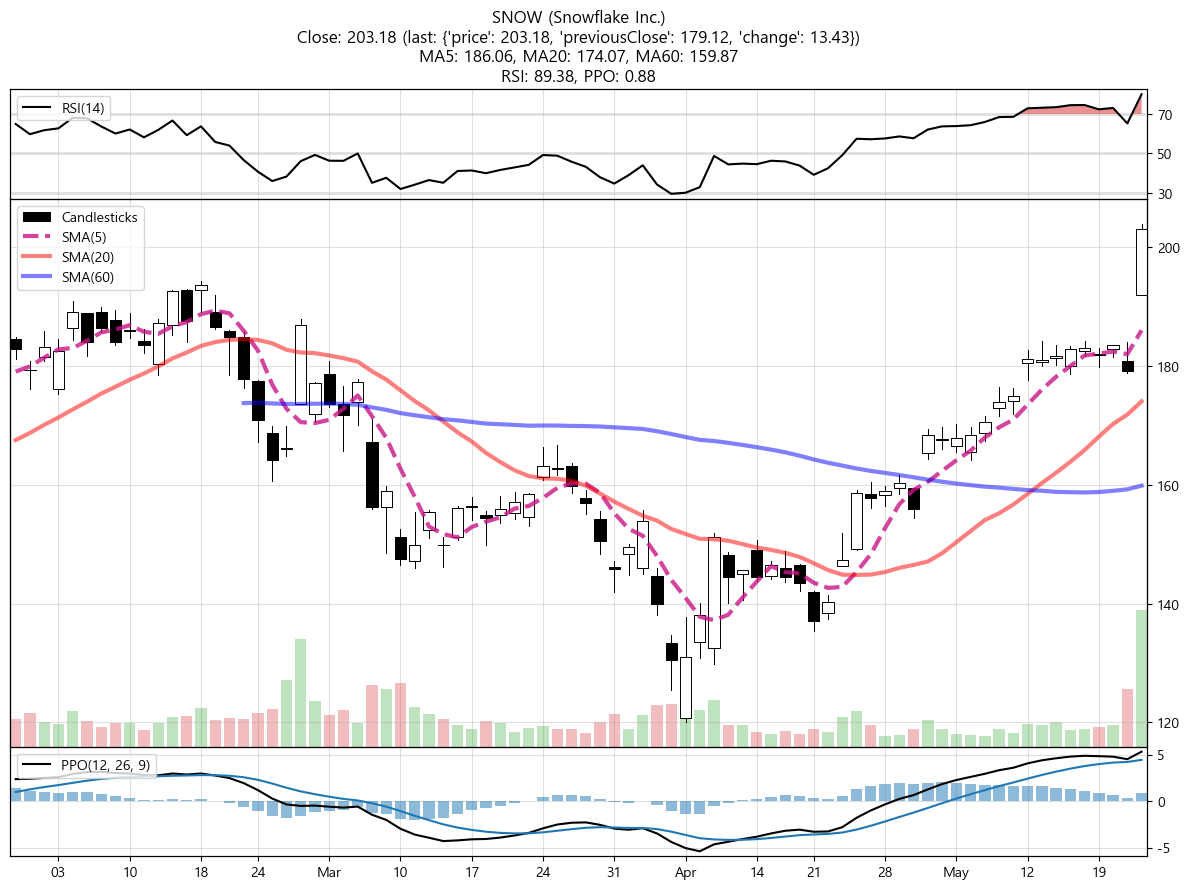 SNOW (Snowflake Inc.)
Close: 203.18 (last: {'price': 203.18, 'previousClose': 179.12, 'change': 13.43})
MA5: 186.06, MA20: 174.07, MA60: 159.87
RSI: 89.38, PPO: 0.88
RSI(14)
70
50
30
Candlesticks
SMA(5)
SMA(20)
SMA(60)
200
180
160
140
120
PPO(12, 26, 9)
5
0
-5
03 10 18 24 Mar 10 17 24 31 Apr 14 21 28 May 12 19